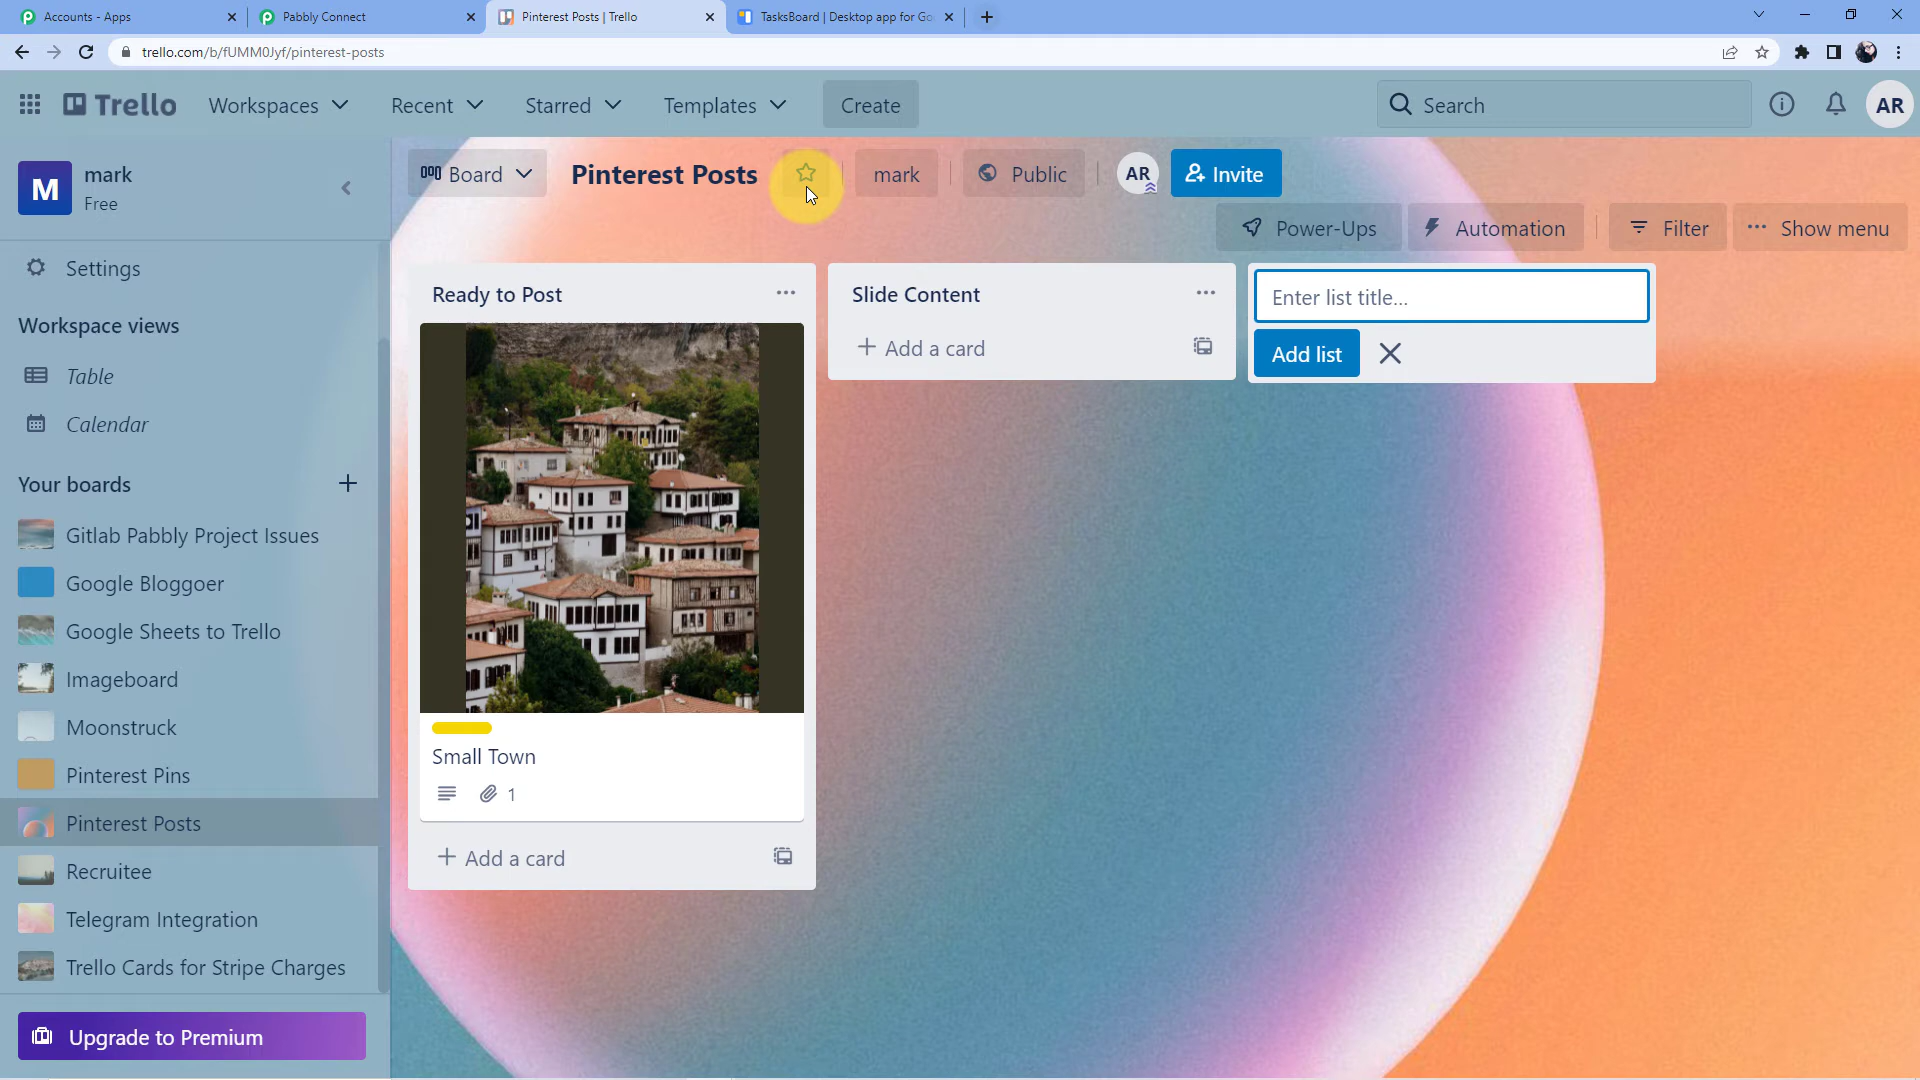 Accounts - Apps
Pabbly Connect
Pinterest Posts | Trello
TasksBoard | Desktop app for Go
trello.com/b/fUMM0Jyf/pinterest-posts
Trello
Workspaces
Recent
Starred
Templates
Create
Search
AR
M
mark
Free
Board
Pinterest Posts
mark
Public
AR
Invite
Power-Ups
Automation
Filter
Show menu
Settings
Workspace views
Table
Calendar
Your boards
Gitlab Pabbly Project Issues
Google Bloggoer
Google Sheets to Trello
Imageboard
Moonstruck
Pinterest Pins
Pinterest Posts
Recruitee
Telegram Integration
Trello Cards for Stripe Charges
Upgrade to Premium
Ready to Post
Small Town
1
Add a card
Slide Content
Add a card
Enter list title...
Add list